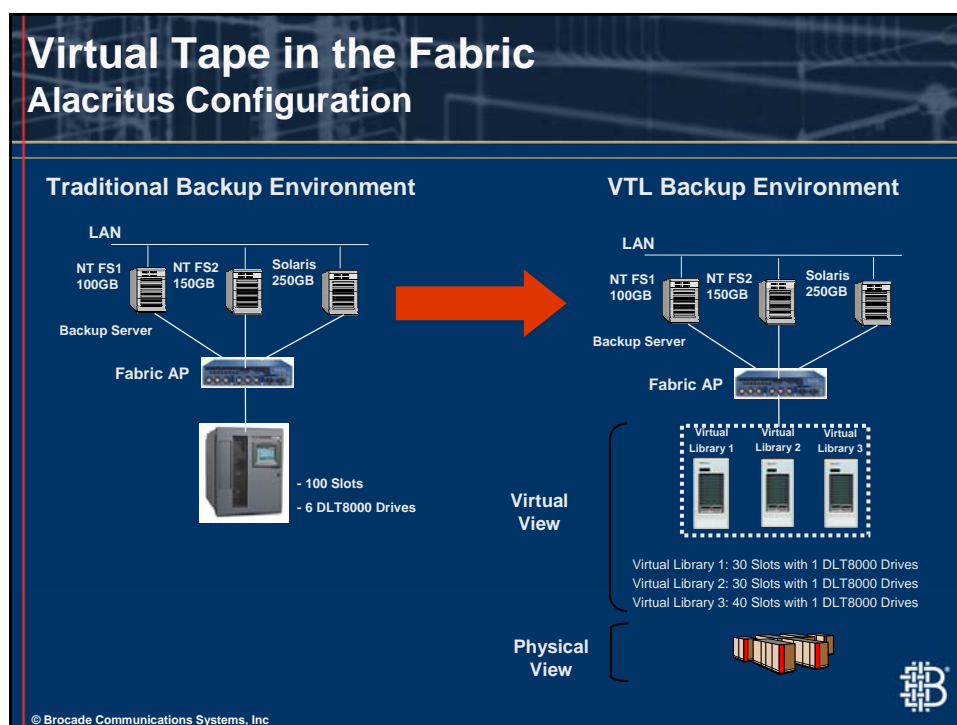 Virtual Tape in the Fabric
Alacritus Configuration
Traditional Backup Environment
LAN
NT FS1
100GB
NT FS2
150GB
Solaris
250GB
Backup Server
Fabric AP
- 100 Slots
- 6 DLT8000 Drives
VTL Backup Environment
LAN
NT FS1
100GB
NT FS2
150GB
Solaris
250GB
Backup Server
Fabric AP
Virtual
Library 1
Virtual
Library 2
Virtual
Library 3
Virtual
View
Virtual Library 1: 30 Slots with 1 DLT8000 Drives
Virtual Library 2: 30 Slots with 1 DLT8000 Drives
Virtual Library 3: 40 Slots with 1 DLT8000 Drives
Physical
View
© Brocade Communications Systems, Inc